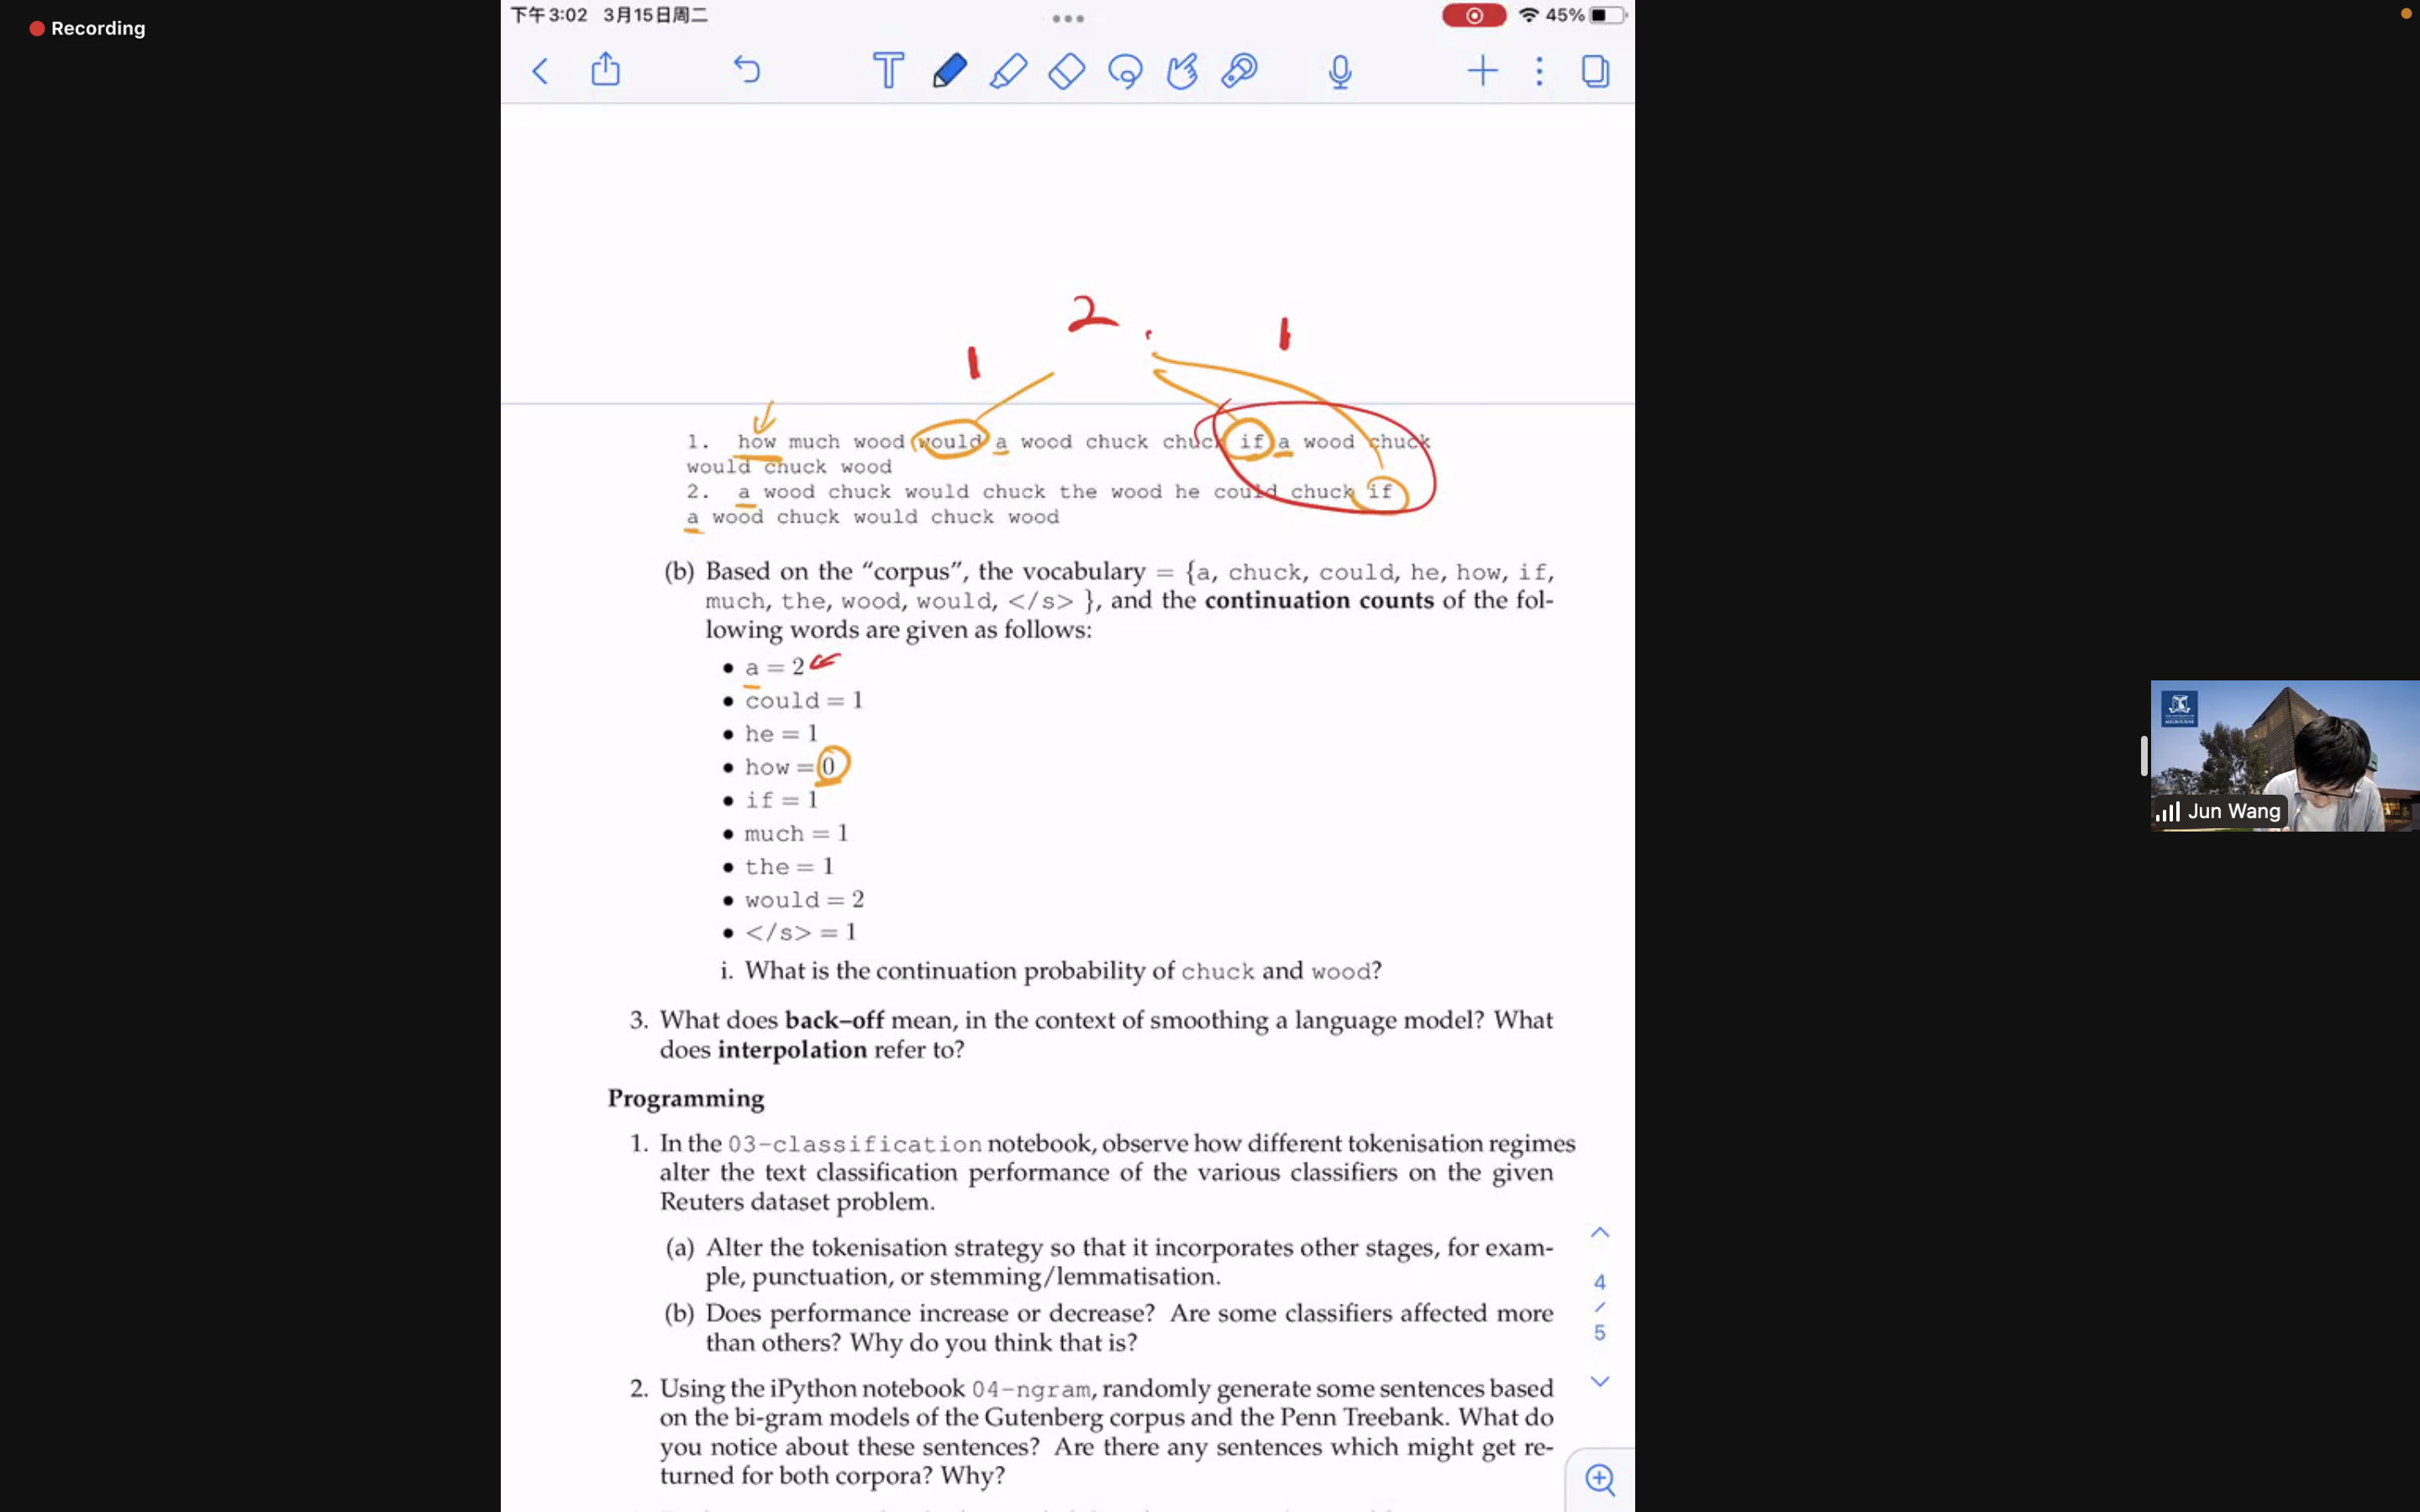 Recording
下午3:02 3月15日周二
45%
2
1
1
1. how much wood would a wood chuck chuck if a wood chuck
would chuck wood
2. a wood chuck would chuck the wood he could chuck if
a wood chuck would chuck wood
(b) Based on the “corpus”, the vocabulary = {a, chuck, could, he, how, if,
much, the, wood, would, </s> }, and the continuation counts of the fol-
lowing words are given as follows:
• a = 2
• could = 1
• he = 1
• how = 0
• if = 1
• much = 1
• the = 1
• would = 2
• </s> = 1
i. What is the continuation probability of chuck and wood?
3. What does back–off mean, in the context of smoothing a language model? What
does interpolation refer to?
Programming
1. In the 03-classification notebook, observe how different tokenisation regimes
alter the text classification performance of the various classifiers on the given
Reuters dataset problem.
(a) Alter the tokenisation strategy so that it incorporates other stages, for exam-
ple, punctuation, or stemming/lemmatisation.
(b) Does performance increase or decrease? Are some classifiers affected more
than others? Why do you think that is?
2. Using the iPython notebook 04-ngram, randomly generate some sentences based
on the bi-gram models of the Gutenberg corpus and the Penn Treebank. What do
you notice about these sentences? Are there any sentences which might get re-
turned for both corpora? Why?
4
/
5
MELBOURNE
Jun Wang